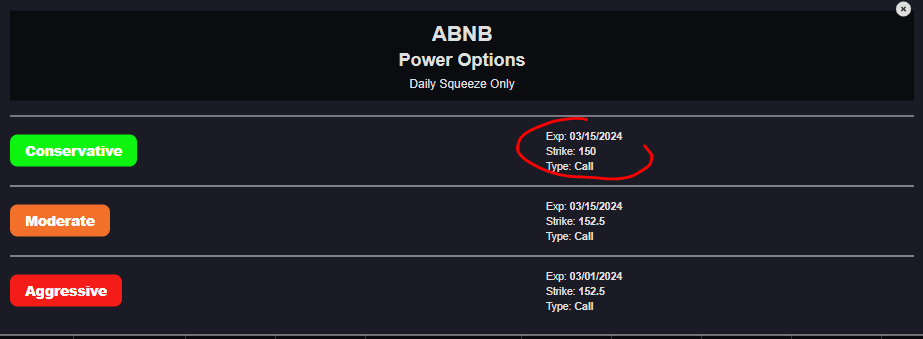 ABNB
Power Options
Daily Squeeze Only
Conservative
Exp: 03/15/2024
Strike: 150
Type: Call
Moderate
Exp: 03/15/2024
Strike: 152.5
Type: Call
Aggressive
Exp: 03/01/2024
Strike: 152.5
Type: Call